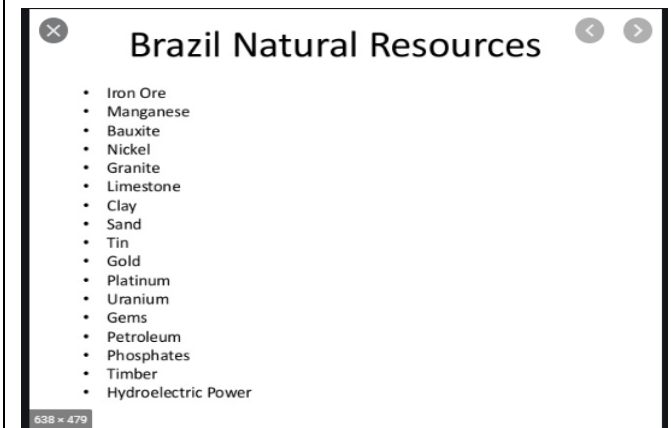 Brazil Natural Resources
• Iron Ore
• Manganese
• Bauxite
• Nickel
• Granite
• Limestone
• Clay
• Sand
• Tin
• Gold
• Platinum
• Uranium
• Gems
• Petroleum
• Phosphates
• Timber
• Hydroelectric Power
638 × 479